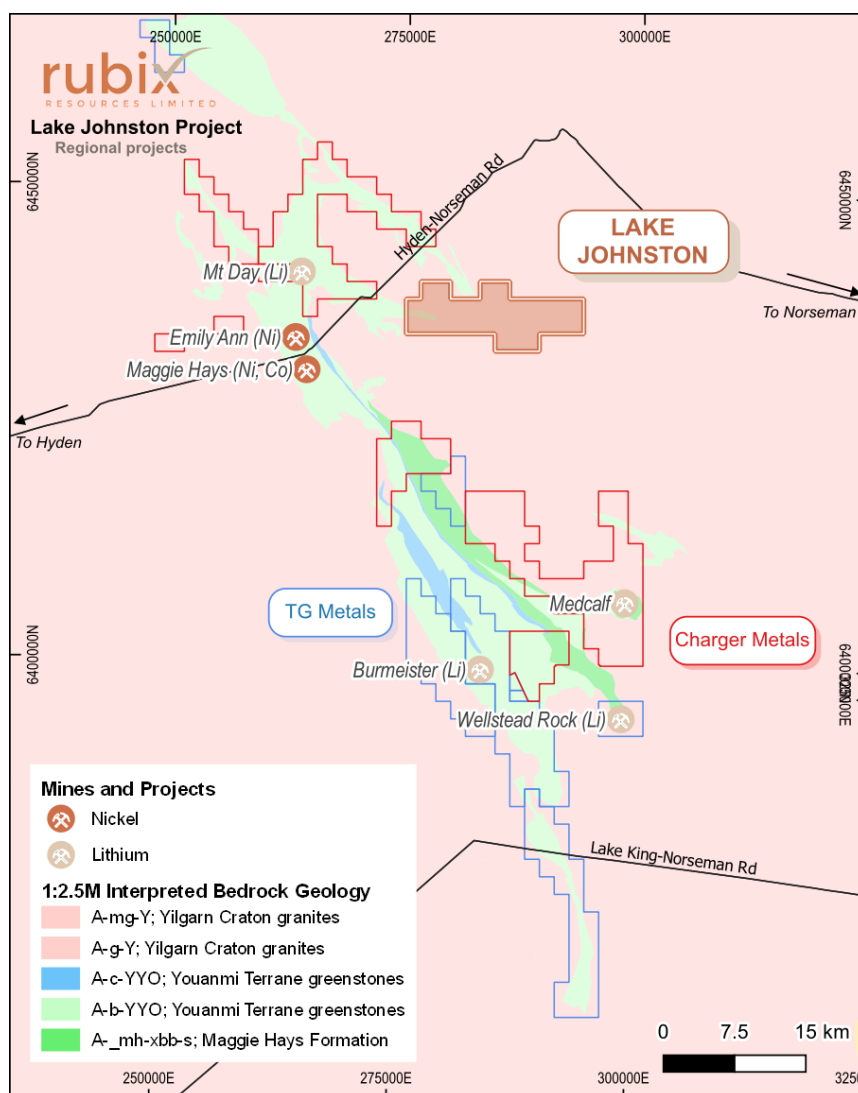 250000E
275000E
300000E
rubix
RESOURCES LIMITED
Lake Johnston Project
Regional projects
6450000N
6450000N
Hyden-Norseman Rd
LAKE
JOHNSTON
To Norseman
Mt Day (Li)
Emily Ann (Ni)
Maggie Hays (Ni, Co)
To Hyden
TG Metals
Medcalf
Charger Metals
6400000N
Burmeister (Li)
Wellstead Rock (Li)
Mines and Projects
Nickel
Lithium
Lake King-Norseman Rd
1:2.5M Interpreted Bedrock Geology
A-mg-Y; Yilgarn Craton granites
A-g-Y; Yilgarn Craton granites
A-c-YYO; Youanmi Terrane greenstones
A-b-YYO; Youanmi Terrane greenstones
A-_mh-xbb-s; Maggie Hays Formation
0 7.5 15 km
250000E
275000E
300000E